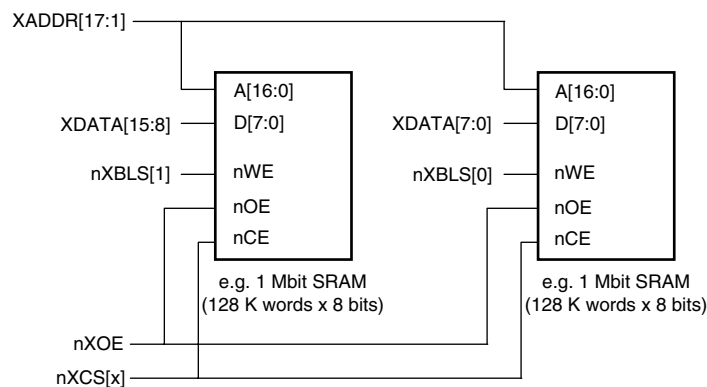 XADDR[17:1]
A[16:0]
XDATA[15:8]
D[7:0]
nXBLS[1]
nWE
nOE
nCE
e.g. 1 Mbit SRAM
(128 K words x 8 bits)
A[16:0]
XDATA[7:0]
D[7:0]
nXBLS[0]
nWE
nOE
nCE
e.g. 1 Mbit SRAM
(128 K words x 8 bits)
nXOE
nXCS[x]